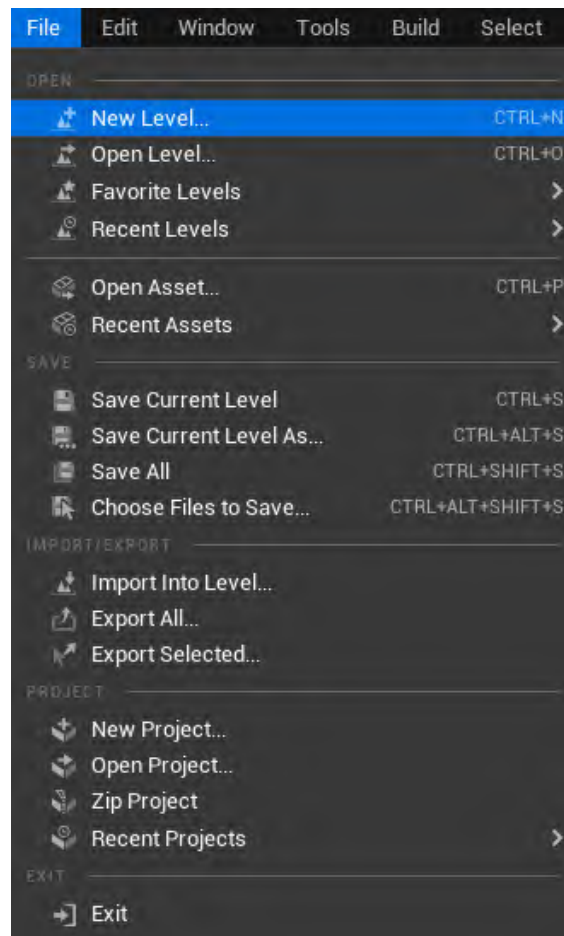 File Edit Window Tools Build Select
OPEN
New Level... CTRL+N
Open Level... CTRL+O
Favorite Levels
Recent Levels
Open Asset... CTRL+P
Recent Assets
SAVE
Save Current Level CTRL+S
Save Current Level As... CTRL+ALT+S
Save All CTRL+SHIFT+S
Choose Files to Save... CTRL+ALT+SHIFT+S
IMPORT/EXPORT
Import Into Level...
Export All...
Export Selected...
PROJECT
New Project...
Open Project...
Zip Project
Recent Projects
EXIT
Exit